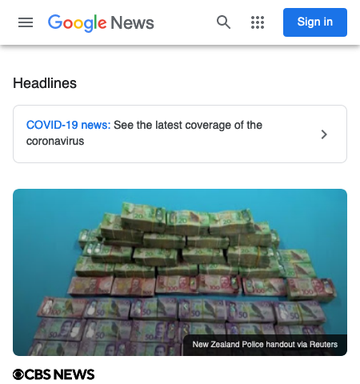 Google News
Sign in
Headlines
COVID-19 news: See the latest coverage of the
coronavirus
New Zealand Police handout via Reuters
CBS NEWS